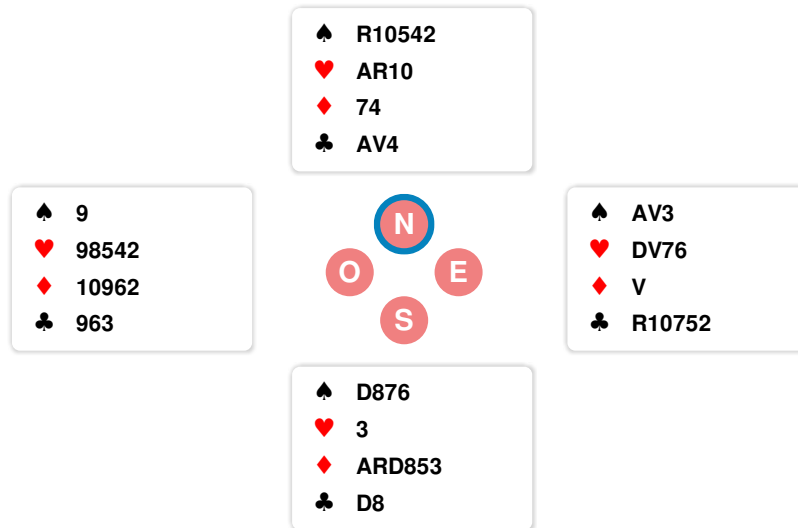 ♠ R10542
♥ AR10
♦ 74
♣ AV4
♠ 9
♥ 98542
♦ 10962
♣ 963
N
O E
S
♠ AV3
♥ DV76
♦ V
♣ R10752
♠ D876
♥ 3
♦ ARD853
♣ D8